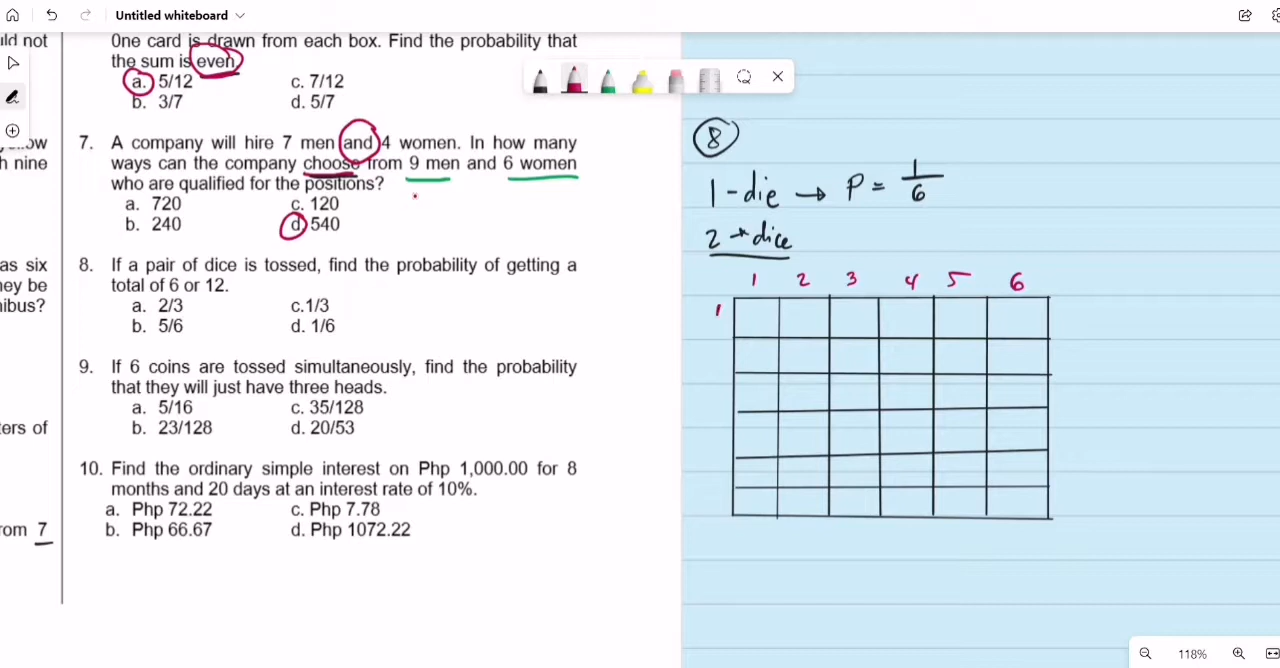 Untitled whiteboard
uld not
One card is drawn from each box. Find the probability that
the sum is even
a. 5/12 c. 7/12
b. 3/7 d. 5/7
h nine
7. A company will hire 7 men and 4 women. In how many
ways can the company choose from 9 men and 6 women
who are qualified for the positions?
a. 720 c. 120
b. 240 d. 540
as six
ney be
nibus?
8. If a pair of dice is tossed, find the probability of getting a
total of 6 or 12.
a. 2/3 c.1/3
b. 5/6 d. 1/6
9. If 6 coins are tossed simultaneously, find the probability
that they will just have three heads.
a. 5/16 c. 35/128
b. 23/128 d. 20/53
ters of
10. Find the ordinary simple interest on Php 1,000.00 for 8
months and 20 days at an interest rate of 10%.
a. Php 72.22 c. Php 7.78
b. Php 66.67 d. Php 1072.22
rom 7
8
1-die → P = 1/6
2 → dice
1 2 3 4 5 6
1
118%